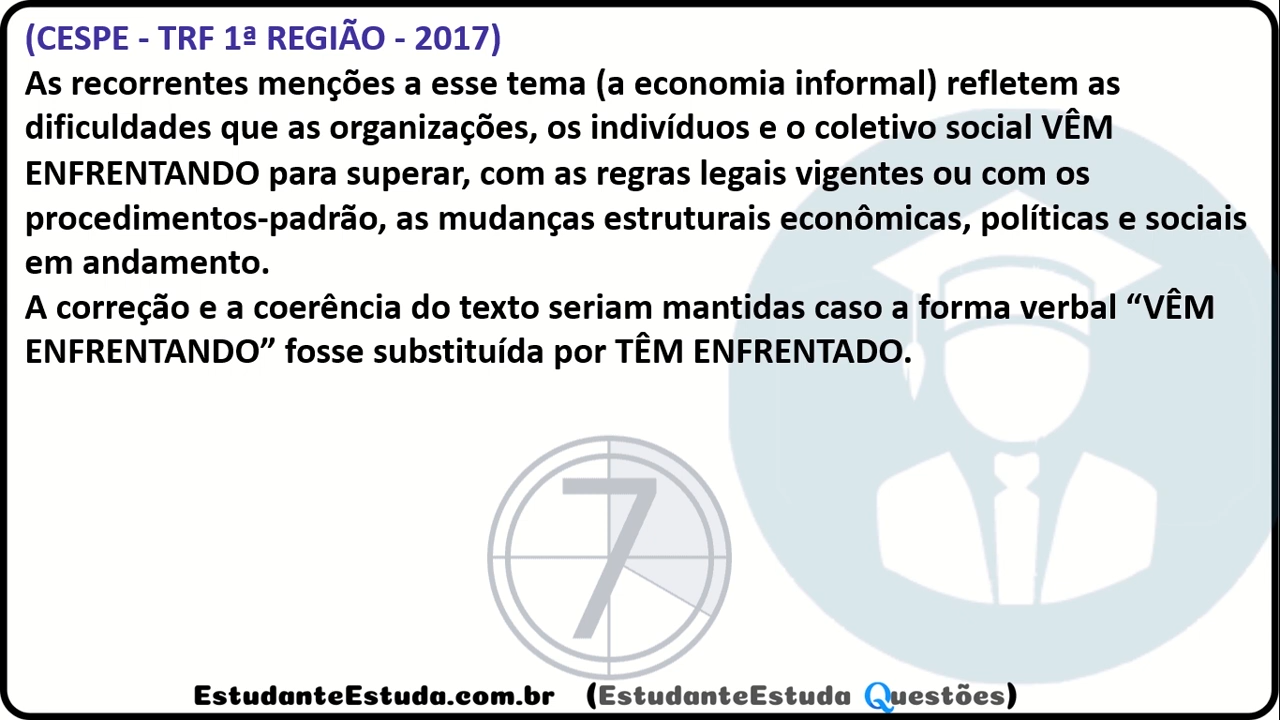 (CESPE - TRF 1ª REGIÃO - 2017)
As recorrentes menções a esse tema (a economia informal) refletem as
dificuldades que as organizações, os indivíduos e o coletivo social VÊM
ENFRENTANDO para superar, com as regras legais vigentes ou com os
procedimentos-padrão, as mudanças estruturais econômicas, políticas e sociais
em andamento.
A correção e a coerência do texto seriam mantidas caso a forma verbal “VÊM
ENFRENTANDO” fosse substituída por TÊM ENFRENTADO.
7
EstudanteEstuda.com.br (EstudanteEstuda Questões)